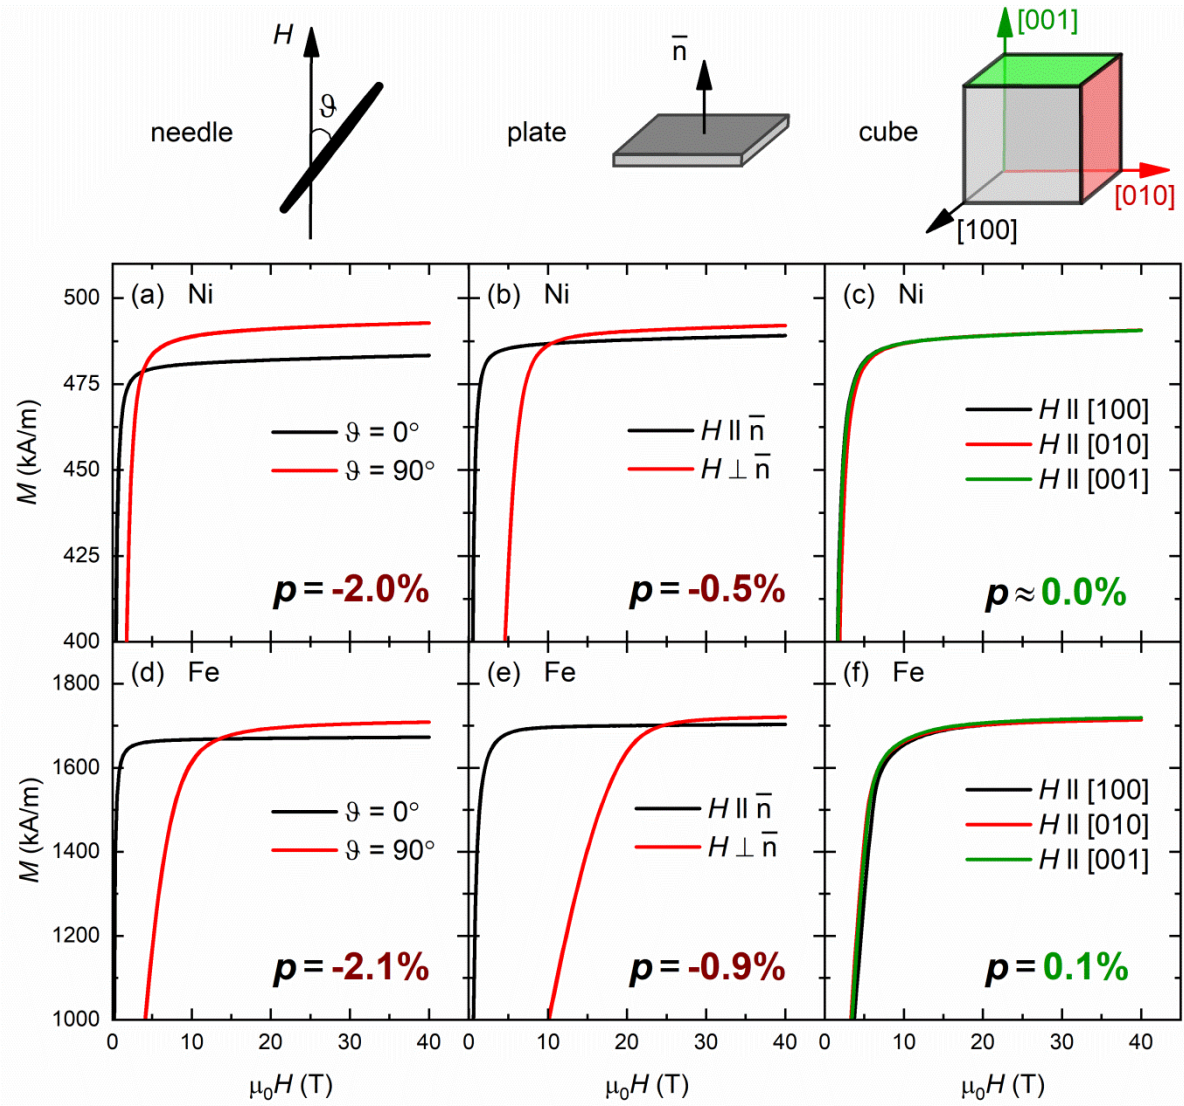 H
ϑ
needle
n̄
plate
[001]
cube
[010]
[100]
(a) Ni
(b) Ni
(c) Ni
500
475
450
425
400
M (kA/m)
ϑ = 0°
ϑ = 90°
p = -2.0%
H ll n̄
H ⊥ n̄
p = -0.5%
H ll [100]
H ll [010]
H ll [001]
p ≈ 0.0%
(d) Fe
(e) Fe
(f) Fe
1800
1600
1400
1200
1000
M (kA/m)
ϑ = 0°
ϑ = 90°
p = -2.1%
H ll n̄
H ⊥ n̄
p = -0.9%
H ll [100]
H ll [010]
H ll [001]
p = 0.1%
0 10 20 30 40
0 10 20 30 40
0 10 20 30 40
μ₀H (T)
μ₀H (T)
μ₀H (T)